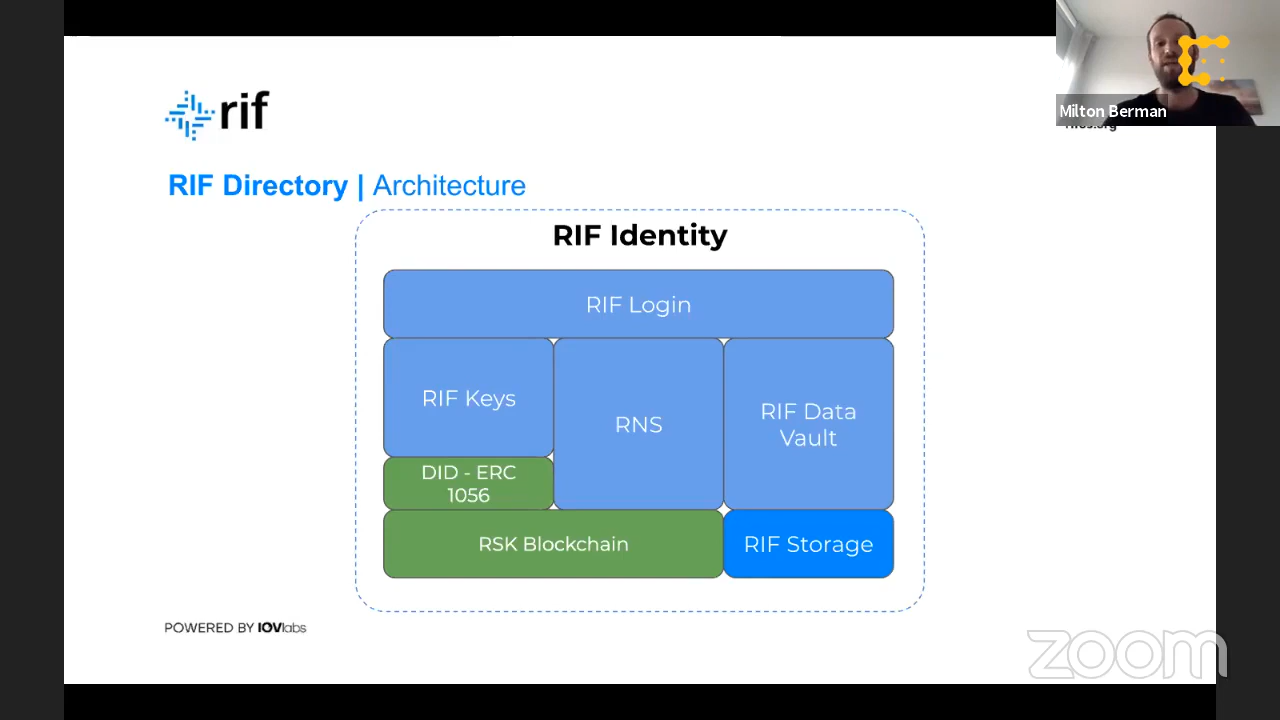 rif
Milton Berman
RIF Directory | Architecture
RIF Identity
RIF Login
RIF Keys
RNS
RIF Data
Vault
DID - ERC
1056
RSK Blockchain
RIF Storage
POWERED BY IOVlabs
zoom